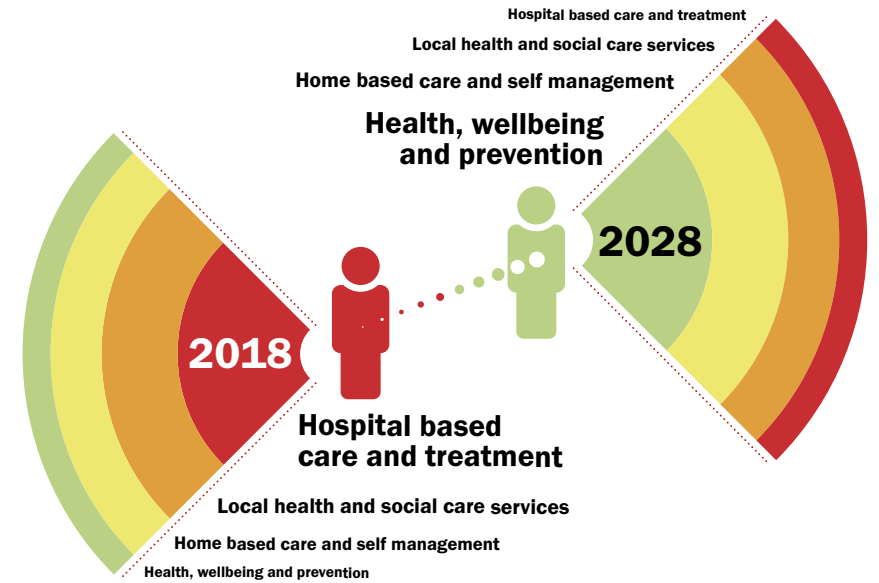 Hospital based care and treatment
Local health and social care services
Home based care and self management
Health, wellbeing
and prevention
2028
2018
Hospital based
care and treatment
Local health and social care services
Home based care and self management
Health, wellbeing and prevention